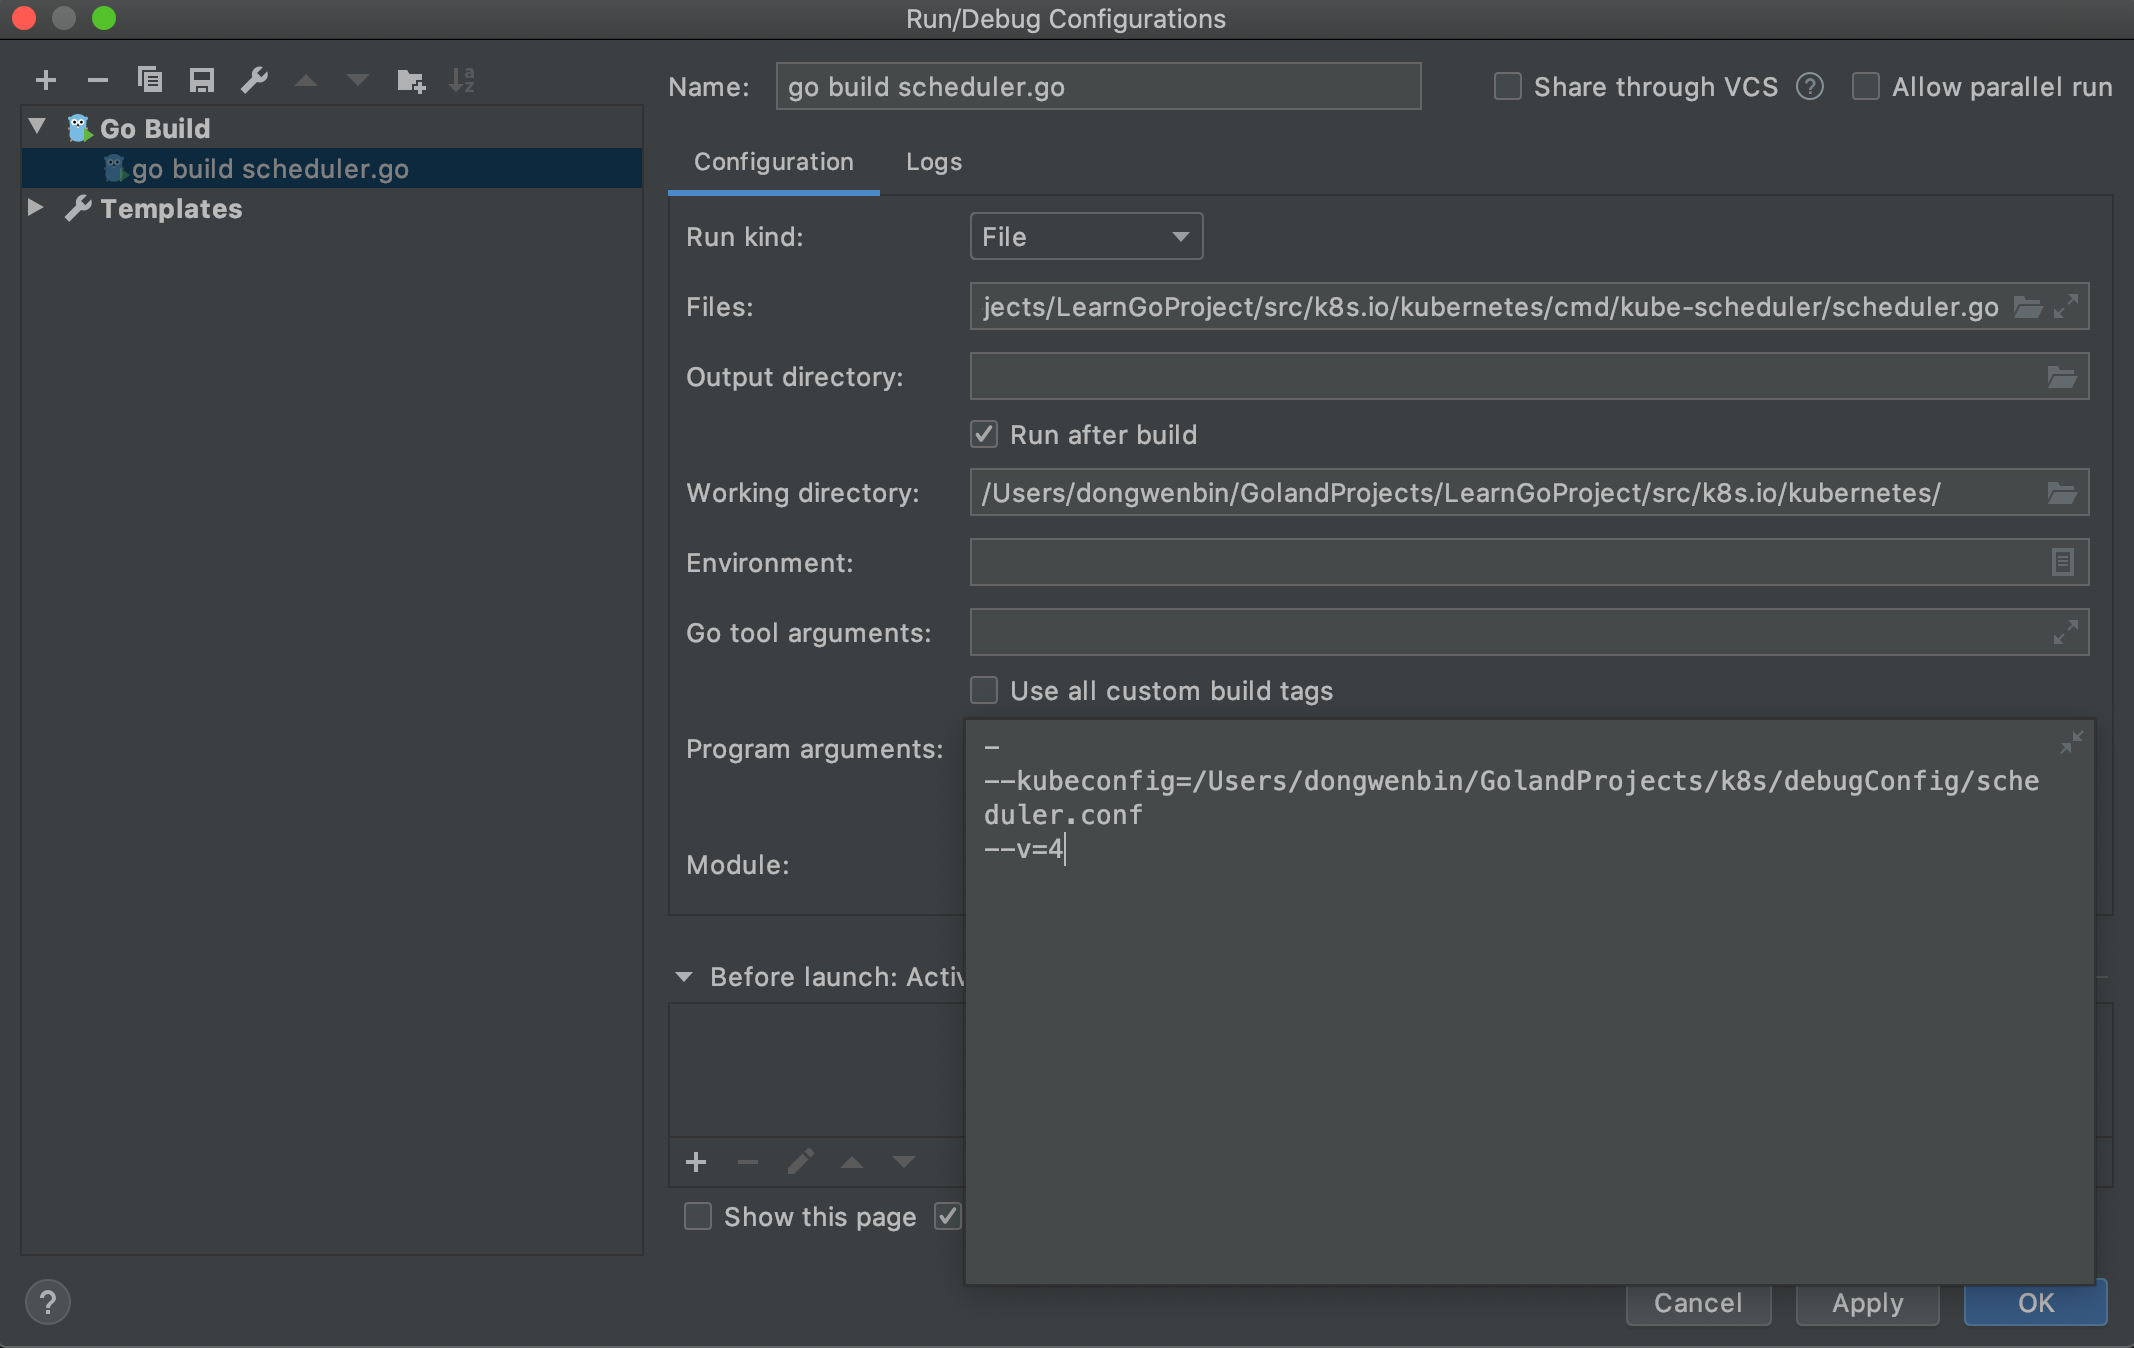 Run/Debug Configurations
Name: go build scheduler.go Share through VCS ? Allow parallel run
Go Build
go build scheduler.go
Templates
Configuration Logs
Run kind: File
Files: jects/LearnGoProject/src/k8s.io/kubernetes/cmd/kube-scheduler/scheduler.go
Output directory:
Run after build
Working directory: /Users/dongwenbin/GolandProjects/LearnGoProject/src/k8s.io/kubernetes/
Environment:
Go tool arguments:
Use all custom build tags
Program arguments: -
--kubeconfig=/Users/dongwenbin/GolandProjects/k8s/debugConfig/sche
duler.conf
--v=4
Module:
Before launch: Activ
Show this page
? Cancel Apply OK